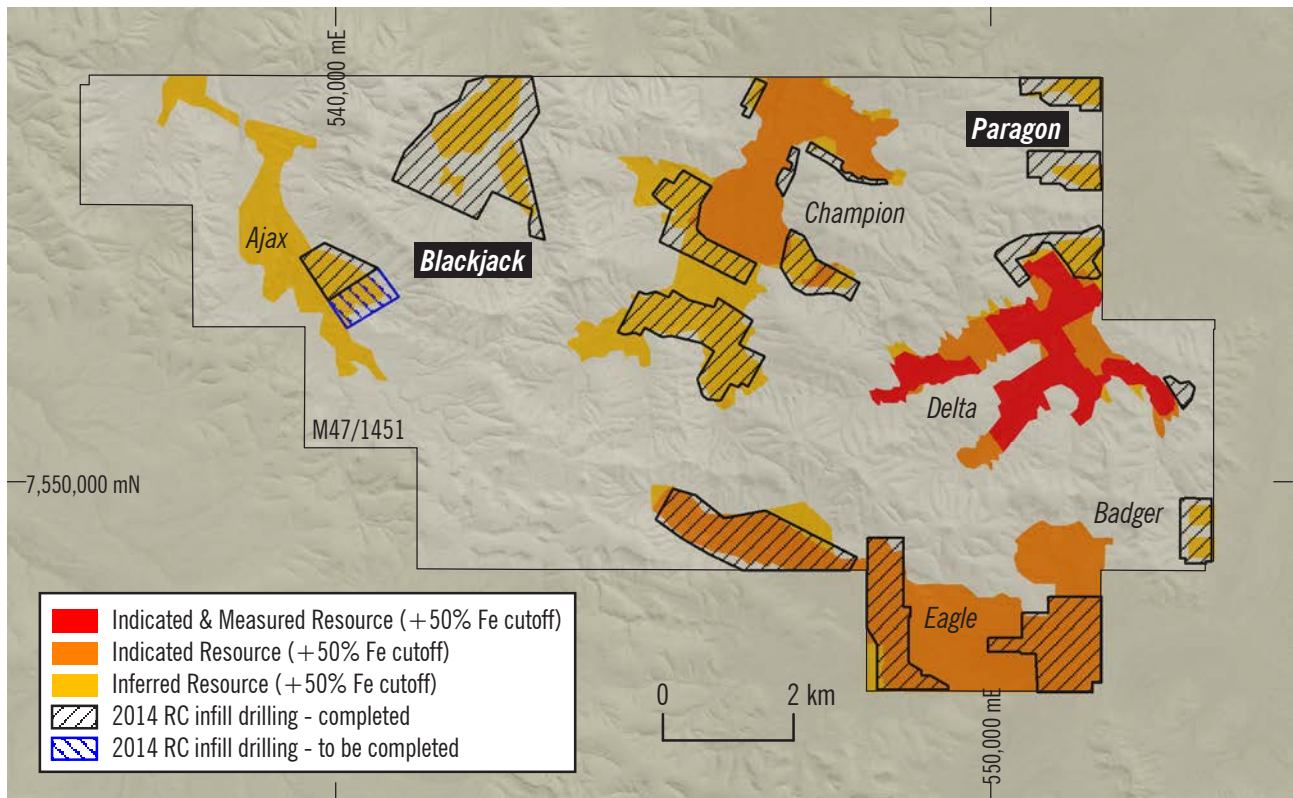 540,000 mE
Paragon
Champion
Ajax
Blackjack
Delta
M47/1451
7,550,000 mN
Badger
Eagle
Indicated & Measured Resource (+50% Fe cutoff)
Indicated Resource (+50% Fe cutoff)
Inferred Resource (+50% Fe cutoff)
2014 RC infill drilling - completed
2014 RC infill drilling - to be completed
0 2 km
550,000 mE